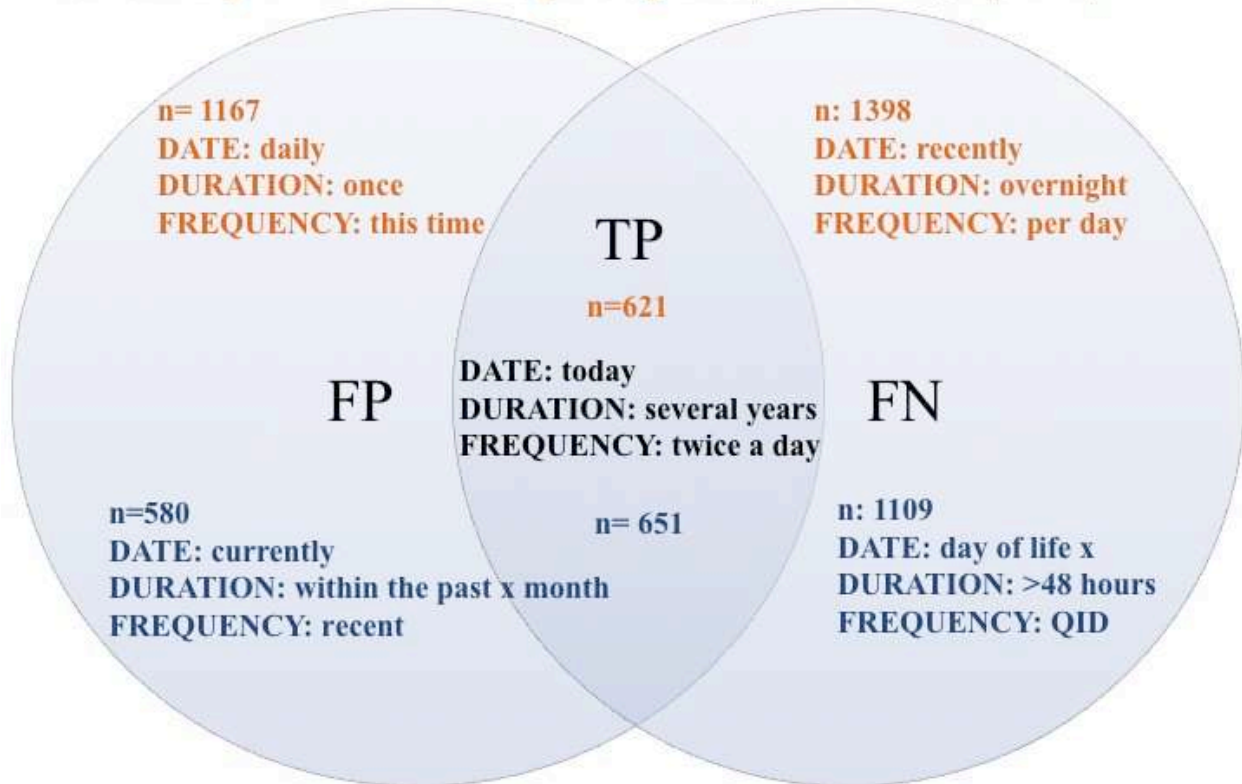 n= 1167
DATE: daily
DURATION: once
FREQUENCY: this time
n: 1398
DATE: recently
DURATION: overnight
FREQUENCY: per day
TP
n=621
DATE: today
DURATION: several years
FREQUENCY: twice a day
FP
FN
n= 651
n=580
DATE: currently
DURATION: within the past x month
FREQUENCY: recent
n: 1109
DATE: day of life x
DURATION: >48 hours
FREQUENCY: QID